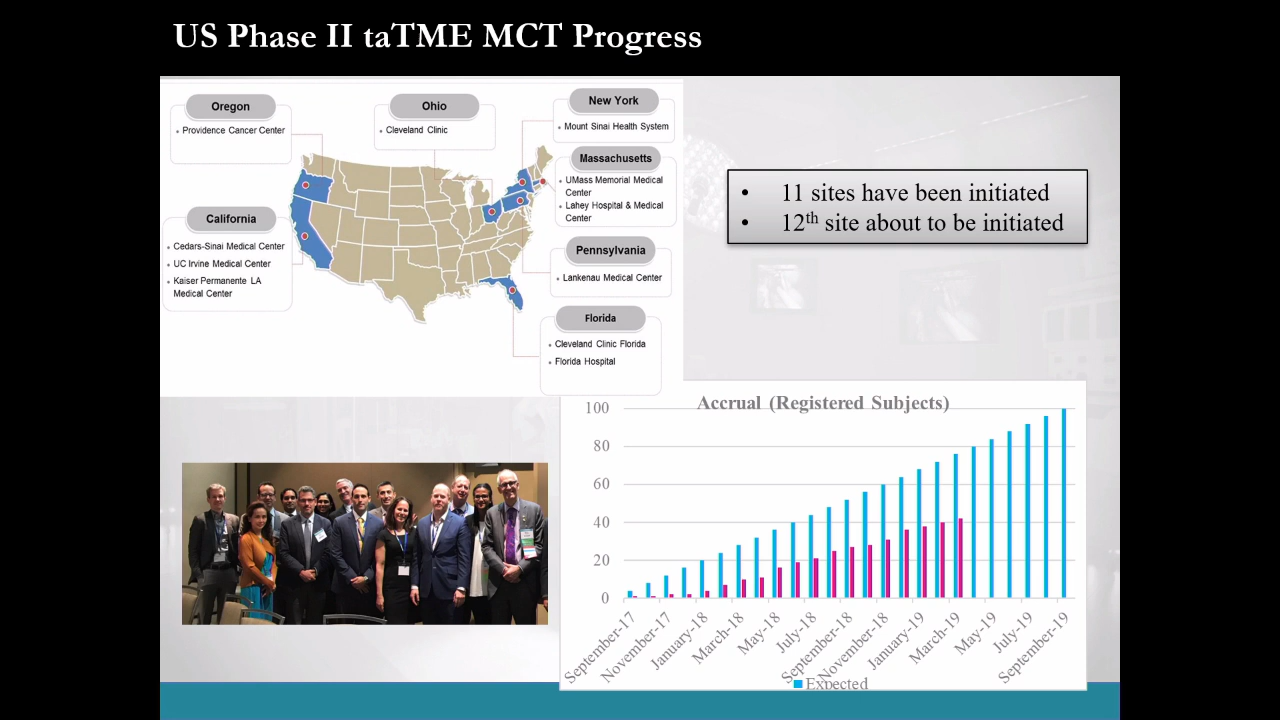 US Phase II taTME MCT Progress
Oregon
• Providence Cancer Center
Ohio
• Cleveland Clinic
New York
• Mount Sinai Health System
Massachusetts
• UMass Memorial Medical
Center
• Lahey Hospital & Medical
Center
California
• Cedars-Sinai Medical Center
• UC Irvine Medical Center
• Kaiser Permanente LA
Medical Center
Pennsylvania
• Lankenau Medical Center
Florida
• Cleveland Clinic Florida
• Florida Hospital
• 11 sites have been initiated
• 12th site about to be initiated
Accrual (Registered Subjects)
100
80
60
40
20
0
September-17
November-17
January-18
March-18
May-18
July-18
September-18
November-18
January-19
March-19
May-19
July-19
September-19
Expected